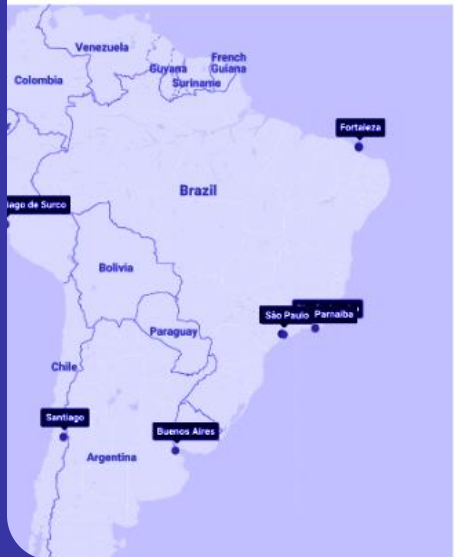 Venezuela
French
Guyana
Guiana
Colombia
Suriname
Fortaleza
Brazil
iago de Surco
Bolivia
São Paulo
Parnaiba
Paraguay
Chile
Santiago
Buenos Aires
Argentina